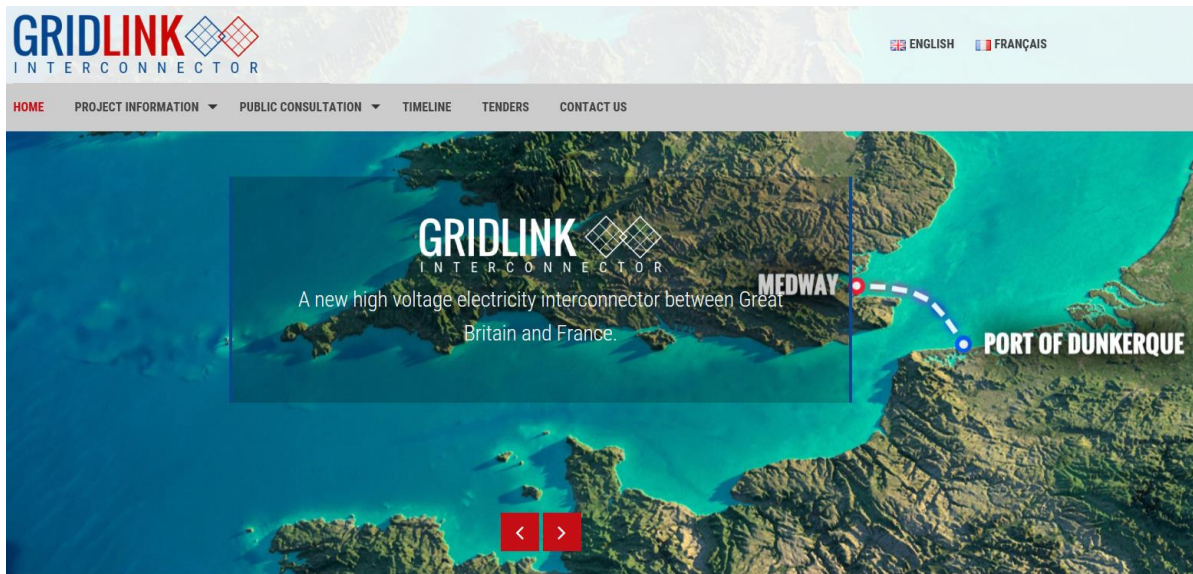 GRIDLINK
INTERCONNECTOR
ENGLISH
FRANÇAIS
HOME
PROJECT INFORMATION
PUBLIC CONSULTATION
TIMELINE
TENDERS
CONTACT US
GRIDLINK
INTERCONNECTOR
A new high voltage electricity interconnector between Great
Britain and France.
MEDWAY
PORT OF DUNKERQUE